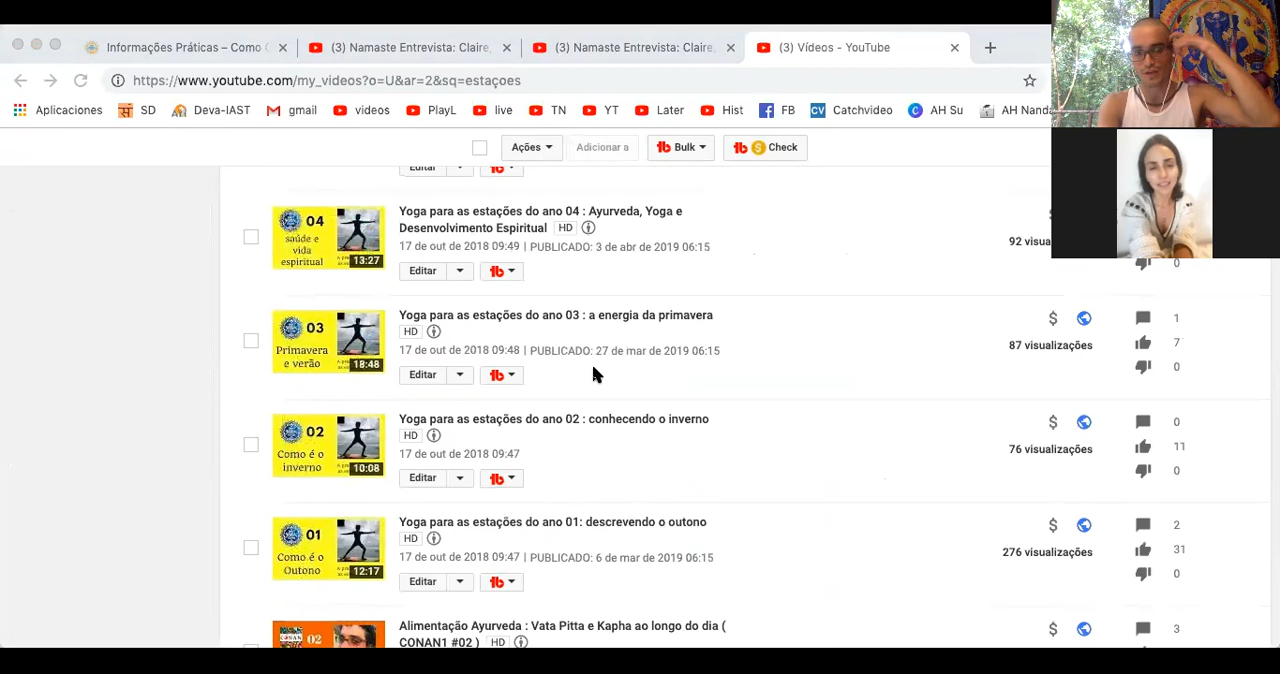 Informações Práticas – Como
(3) Namaste Entrevista: Claire,
(3) Namaste Entrevista: Claire,
(3) Vídeos - YouTube
https://www.youtube.com/my_videos?o=U&ar=2&sq=estaçoes
Aplicaciones SD Deva-IAST gmail videos PlayL live TN YT Later Hist FB Catchvideo AH Su AH Nanda
Ações Adicionar a Bulk Check
Editar
04
saúde e
vida
espiritual
13:27
Yoga para as estações do ano 04 : Ayurveda, Yoga e
Desenvolvimento Espiritual HD
17 de out de 2018 09:49 | PUBLICADO: 3 de abr de 2019 06:15
Editar
92 visua
0
03
Primavera
e verão
18:48
Yoga para as estações do ano 03 : a energia da primavera
HD
17 de out de 2018 09:48 | PUBLICADO: 27 de mar de 2019 06:15
Editar
87 visualizações
1
7
0
02
Como é o
inverno
10:08
Yoga para as estações do ano 02 : conhecendo o inverno
HD
17 de out de 2018 09:47
Editar
76 visualizações
0
11
0
01
Como é o
Outono
12:17
Yoga para as estações do ano 01: descrevendo o outono
HD
17 de out de 2018 09:47 | PUBLICADO: 6 de mar de 2019 06:15
Editar
276 visualizações
2
31
0
CONAN
02
Alimentação Ayurveda : Vata Pitta e Kapha ao longo do dia (
CONAN1 #02 ) HD
3